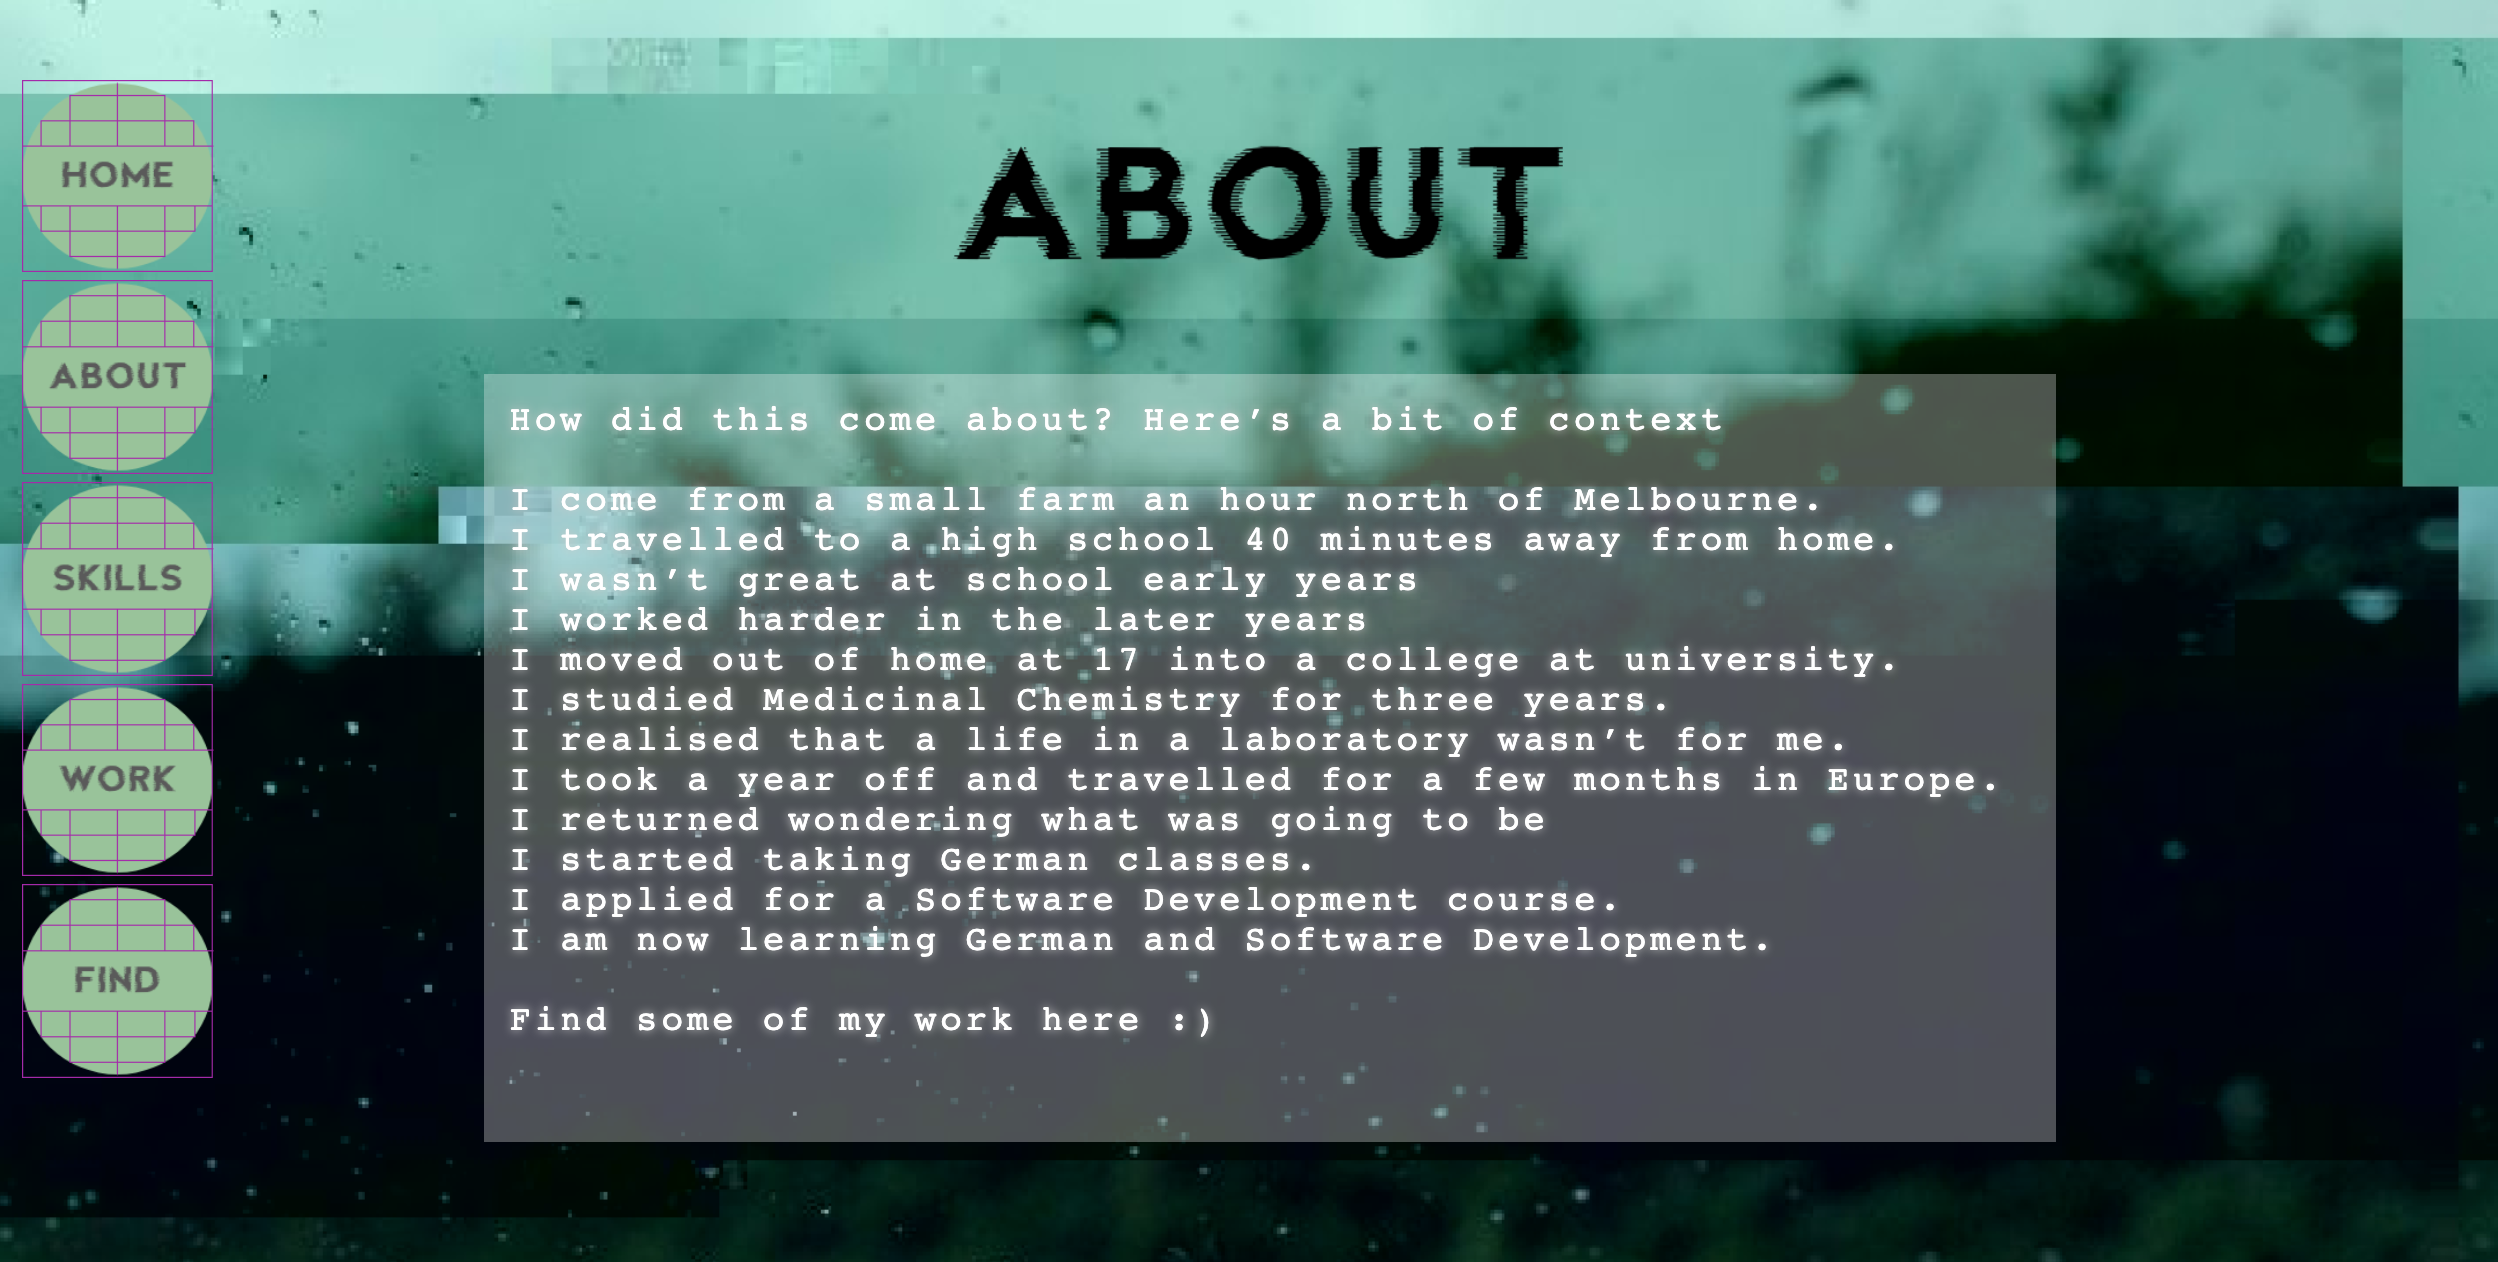 ABOUT
HOME
ABOUT
SKILLS
WORK
FIND
How did this come about? Here’s a bit of context
I come from a small farm an hour north of Melbourne.
I travelled to a high school 40 minutes away from home.
I wasn’t great at school early years
I worked harder in the later years
I moved out of home at 17 into a college at university.
I studied Medicinal Chemistry for three years.
I realised that a life in a laboratory wasn’t for me.
I took a year off and travelled for a few months in Europe.
I returned wondering what was going to be
I started taking German classes.
I applied for a Software Development course.
I am now learning German and Software Development.
Find some of my work here :)